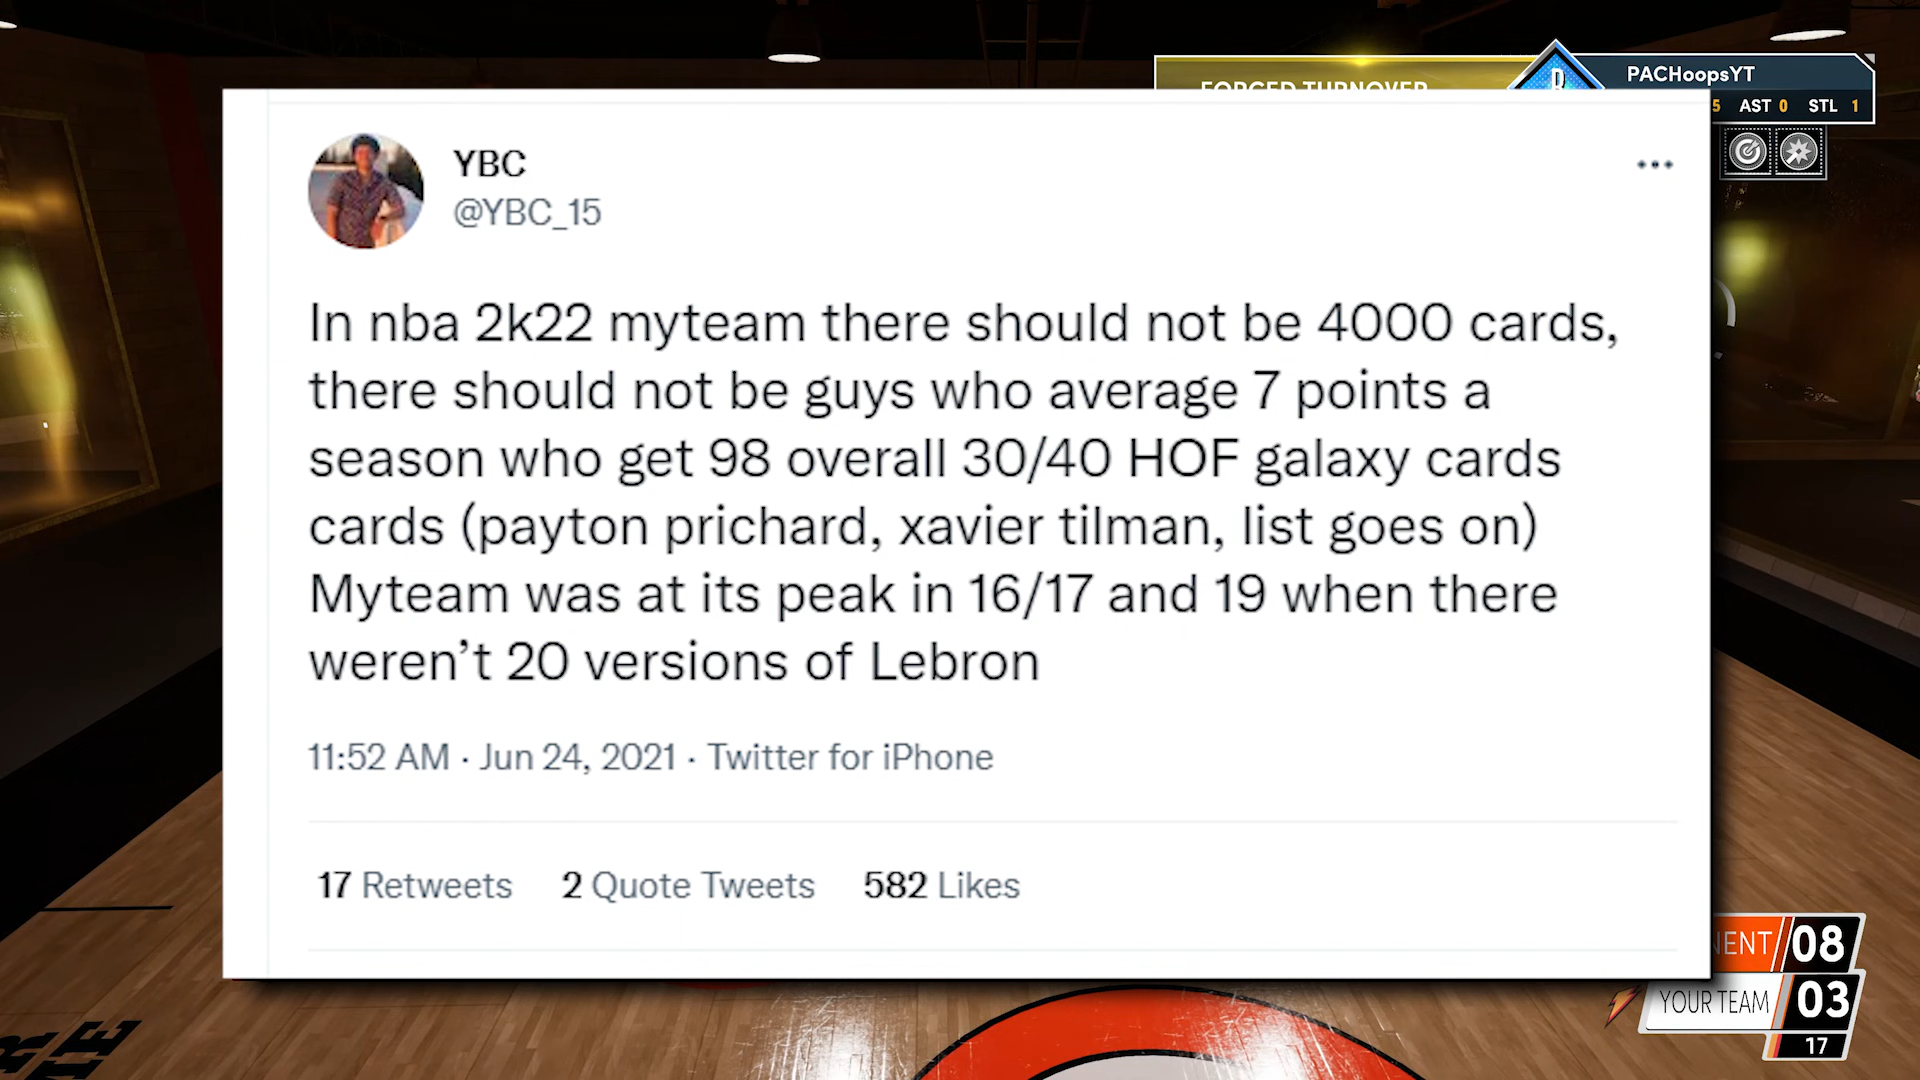 FORCED TURNOVER
PACHoopsYT
5 AST 0 STL 1
YBC
@YBC_15
In nba 2k22 myteam there should not be 4000 cards,
there should not be guys who average 7 points a
season who get 98 overall 30/40 HOF galaxy cards
cards (payton prichard, xavier tilman, list goes on)
Myteam was at its peak in 16/17 and 19 when there
weren’t 20 versions of Lebron
11:52 AM · Jun 24, 2021 · Twitter for iPhone
17 Retweets 2 Quote Tweets 582 Likes
NENT 08
YOUR TEAM 03
17